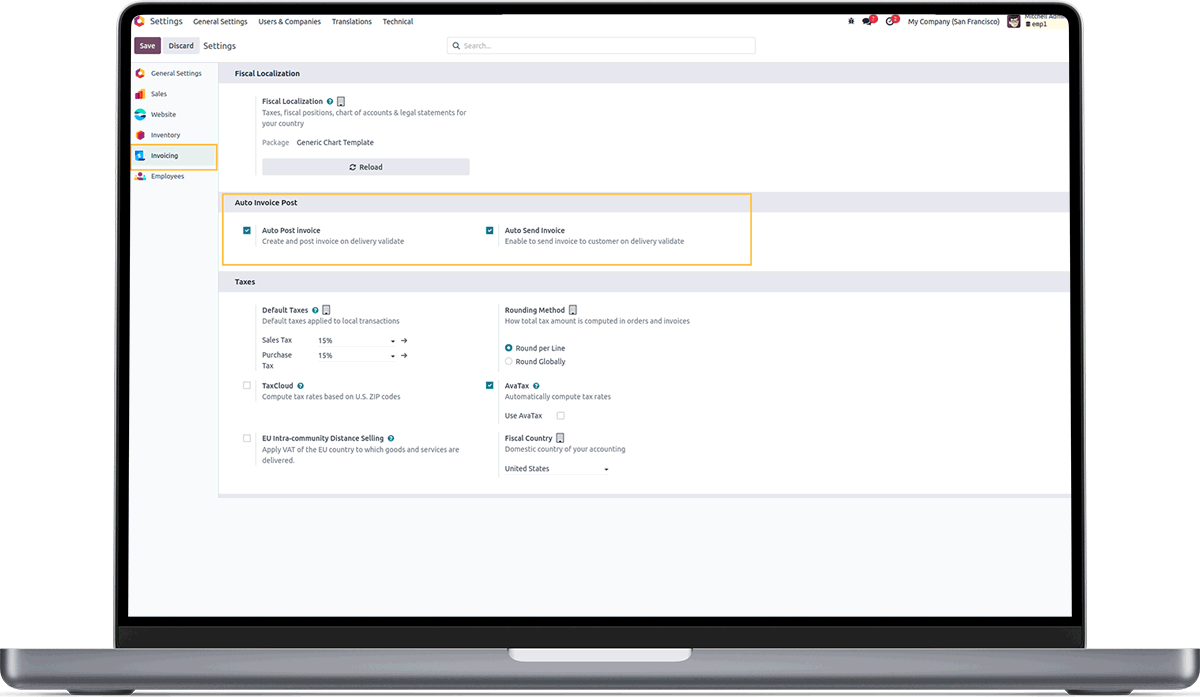 Settings General Settings Users & Companies Translations Technical
My Company (San Francisco)
Mitchell Admin
emp1
Save Discard Settings
Search...
General Settings
Sales
Website
Inventory
Invoicing
Employees
Fiscal Localization
Fiscal Localization ?
Taxes, fiscal positions, chart of accounts & legal statements for
your country
Package Generic Chart Template
Reload
Auto Invoice Post
Auto Post invoice
Create and post invoice on delivery validate
Auto Send Invoice
Enable to send invoice to customer on delivery validate
Taxes
Default Taxes ?
Default taxes applied to local transactions
Sales Tax 15%
Purchase 15%
Tax
Rounding Method
How total tax amount is computed in orders and invoices
Round per Line
Round Globally
TaxCloud ?
Compute tax rates based on U.S. ZIP codes
AvaTax ?
Automatically compute tax rates
Use AvaTax
EU Intra-community Distance Selling ?
Apply VAT of the EU country to which goods and services are
delivered.
Fiscal Country
Domestic country of your accounting
United States